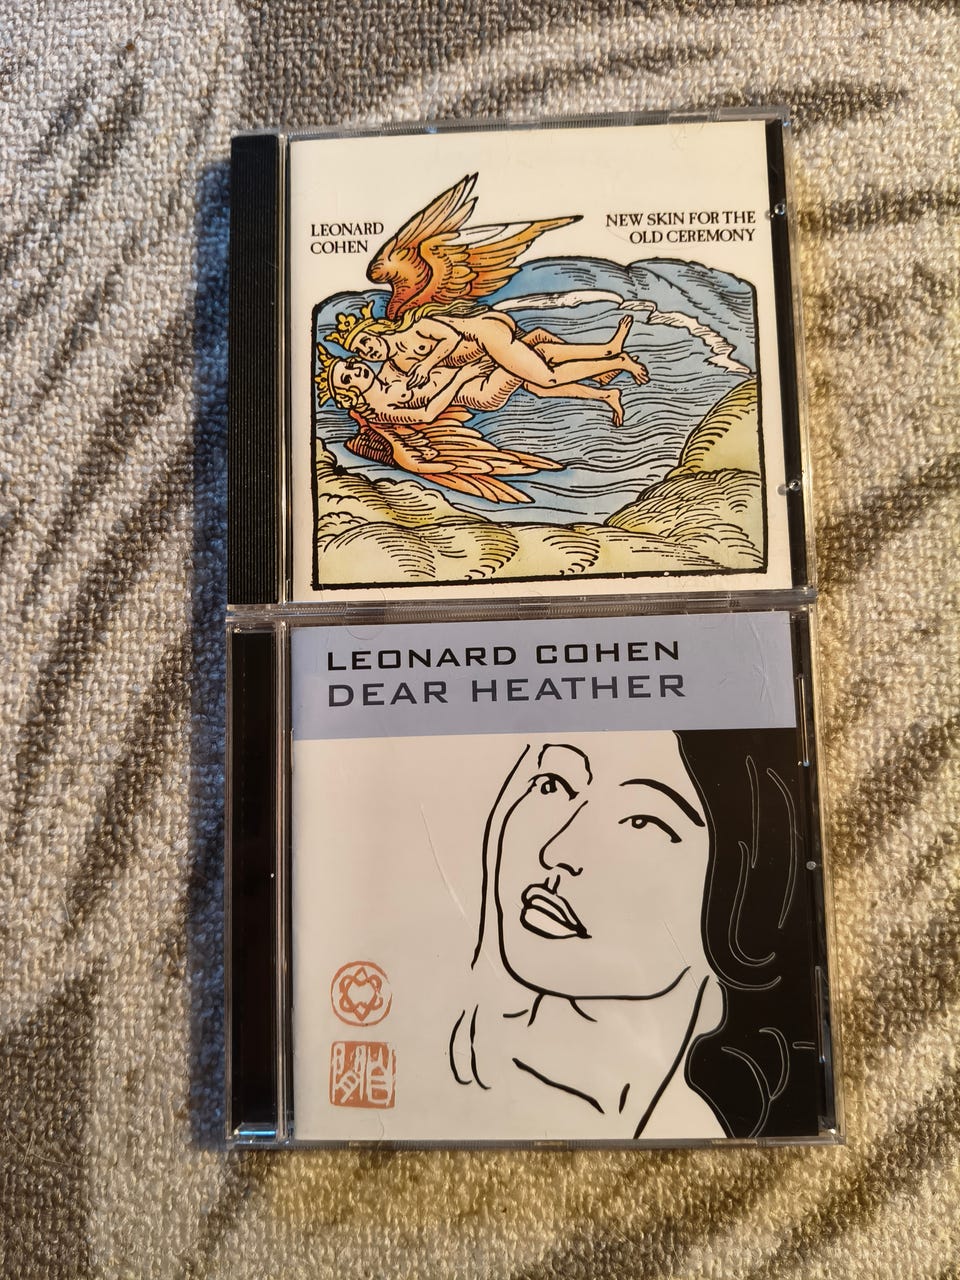 LEONARD
COHEN
NEW SKIN FOR THE
OLD CEREMONY
LEONARD COHEN
DEAR HEATHER